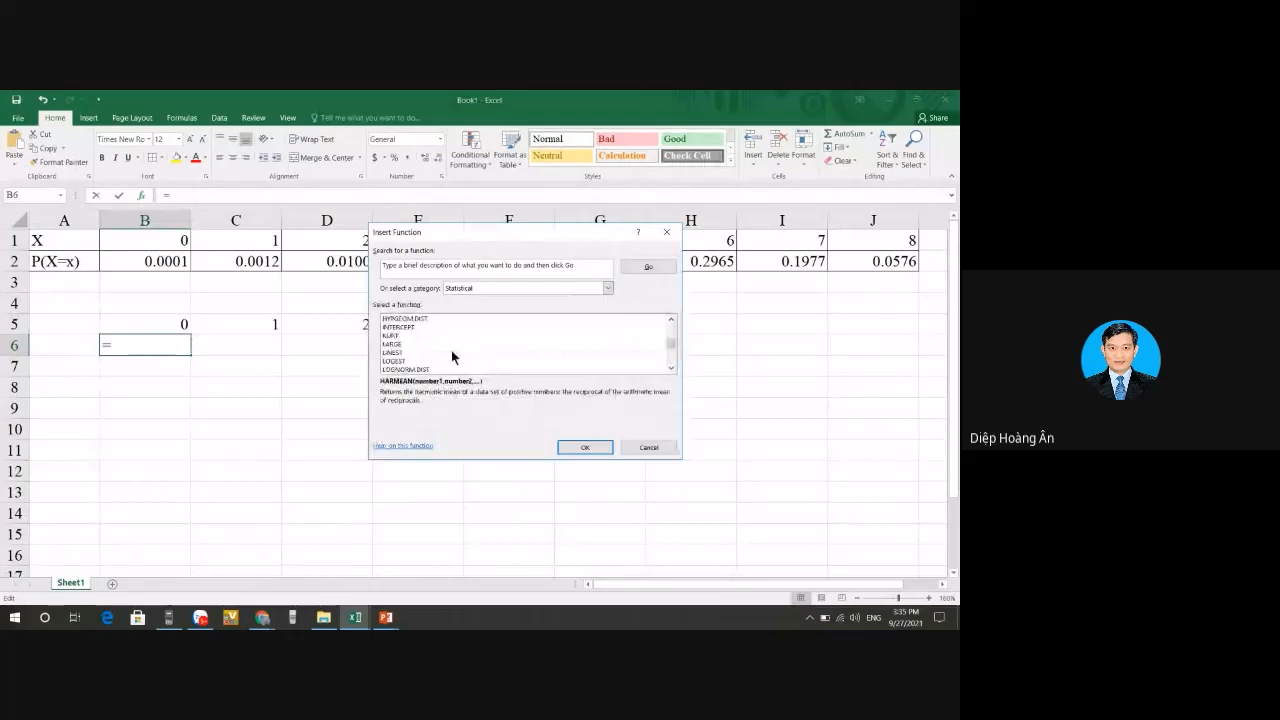 Book1 - Excel
File Home Insert Page Layout Formulas Data Review View Tell me what you want to do... Share
Paste Cut Copy Format Painter Clipboard
Times New Ro 12 B I U A Font
Wrap Text Merge & Center Alignment
General $ % , Number
Conditional Formatting Format as Table Normal Bad Good Neutral Calculation Check Cell Styles
Insert Delete Format Cells
AutoSum Fill Clear Sort & Filter Find & Select Editing
B6 fx =
A B C D E F G H I J
1 X 0 1 2 6 7 8
2 P(X=x) 0.0001 0.0012 0.0100 0.2965 0.1977 0.0576
3
4
5 0 1 2
6 =
7
8
9
10
11
12
13
14
15
16
17
Insert Function ?
Search for a function:
Type a brief description of what you want to do and then click Go
Go
Or select a category: Statistical
Select a function:
HYPGEOM.DIST
INTERCEPT
KURT
LARGE
LINEST
LOGEST
LOGNORM.DIST
HARMEAN(number1,number2,...)
Returns the harmonic mean of a data set of positive numbers: the reciprocal of the arithmetic mean
of reciprocals.
Help on this function
OK Cancel
Sheet1
Edit 160%
ENG 3:35 PM
9/27/2021
Diệp Hoàng Ân